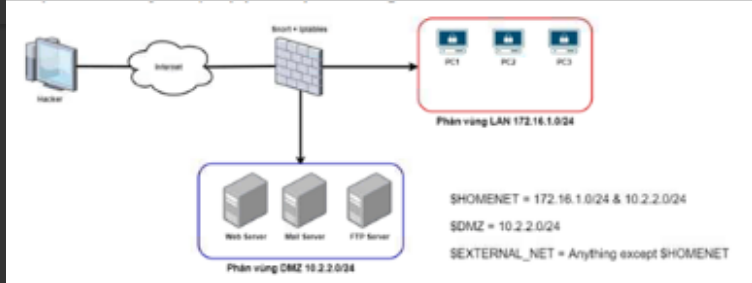 Snort + Iptables
Internet
Hacker
PC1
PC2
PC3
Phân vùng LAN 172.16.1.0/24
Web Server
Mail Server
FTP Server
Phân vùng DMZ 10.2.2.0/24
$HOMENET = 172.16.1.0/24 & 10.2.2.0/24
$DMZ = 10.2.2.0/24
$EXTERNAL_NET = Anything except $HOMENET